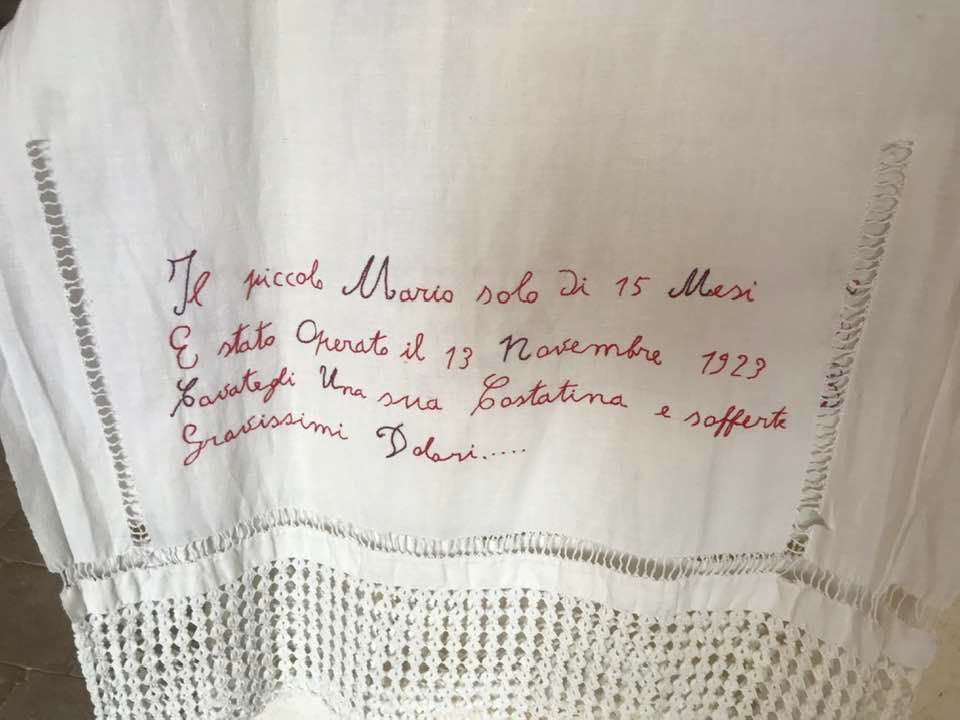 Il piccolo Mario solo di 15 Mesi
E stato Operato il 13 Novembre 1923
Cavategli Una sua Costatina e sofferte
Gravissimi Dolori.....